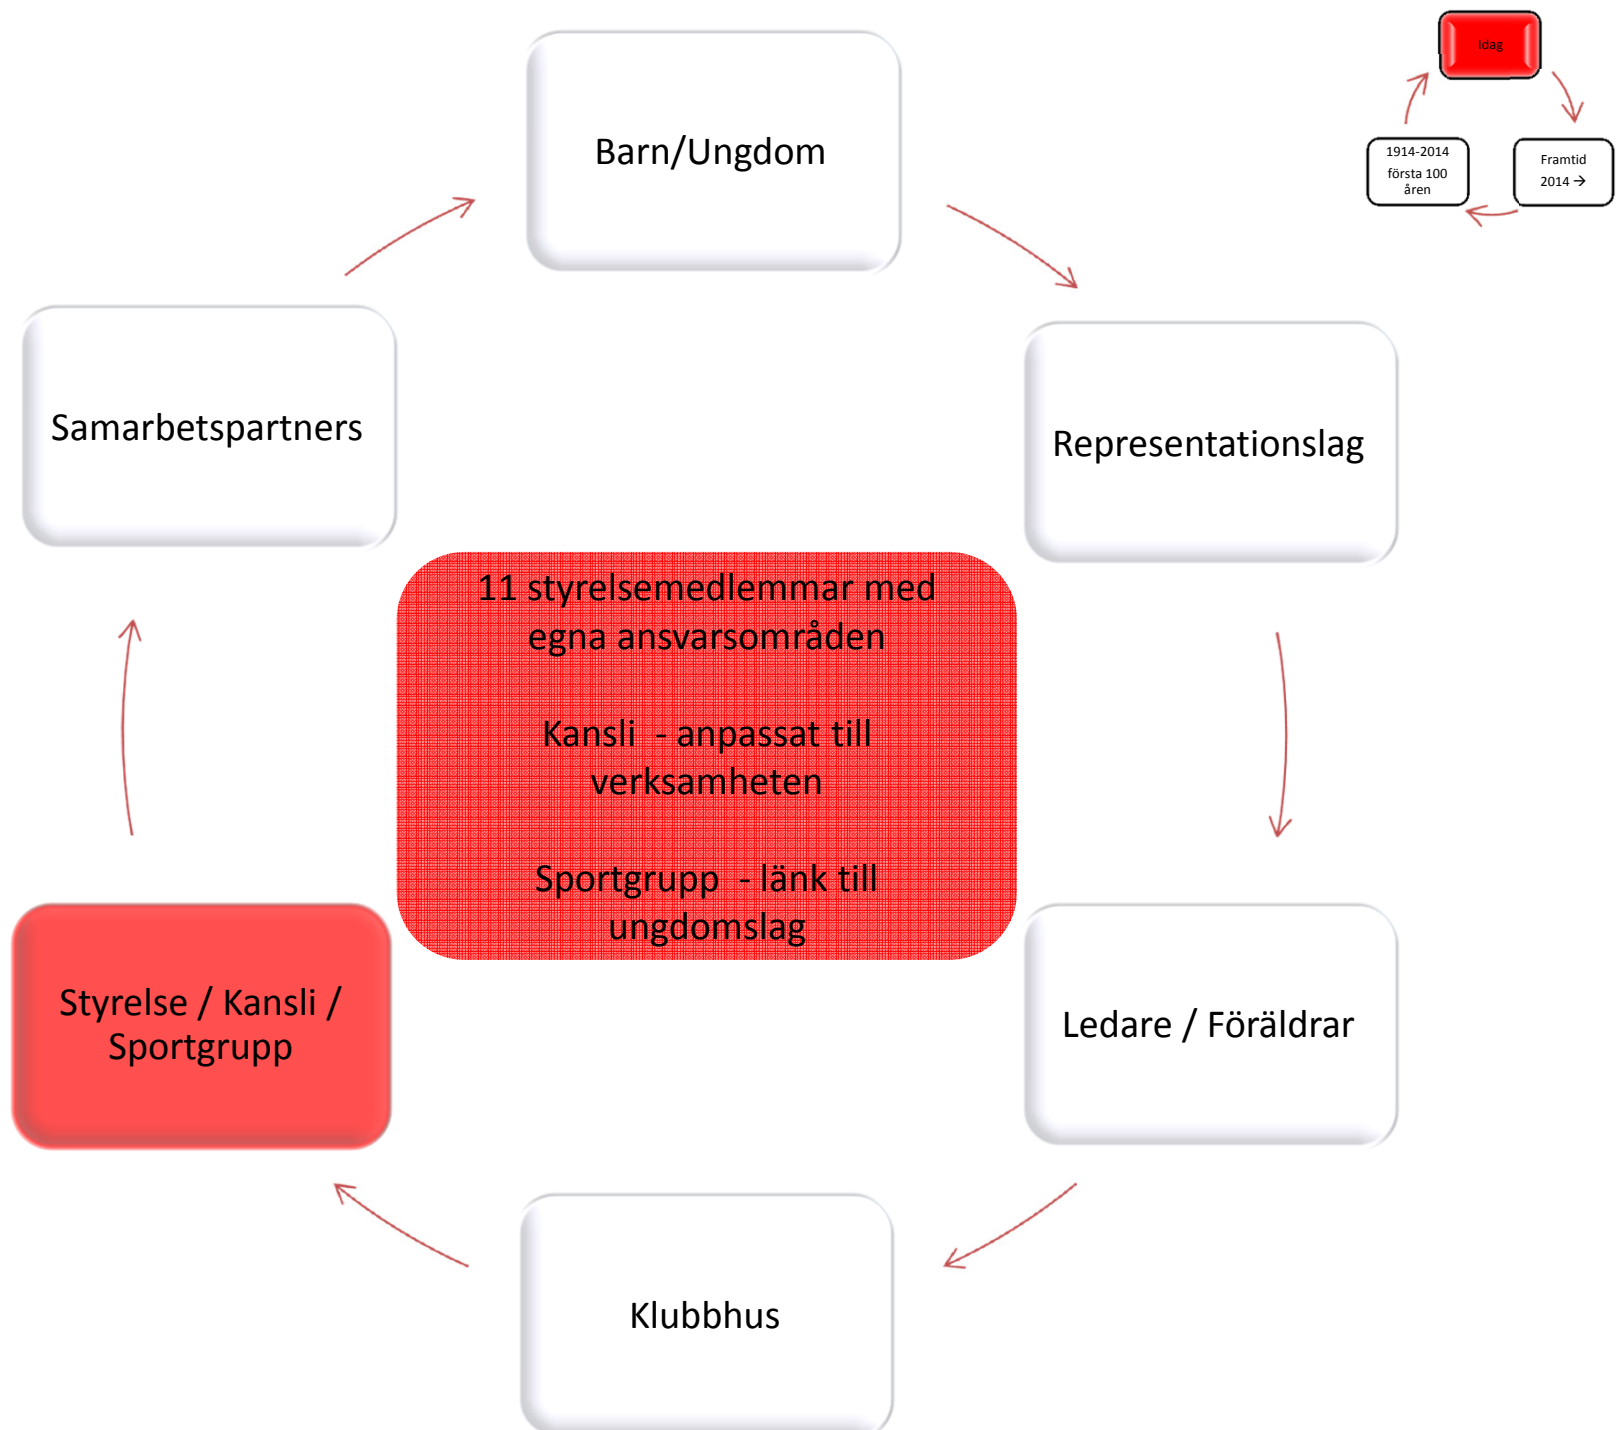 Idag
1914-2014
första 100
åren
Framtid
2014 →
Barn/Ungdom
Samarbetspartners
Representationslag
11 styrelsemedlemmar med
egna ansvarsområden
Kansli - anpassat till
verksamheten
Sportgrupp - länk till
ungdomslag
Styrelse / Kansli /
Sportgrupp
Ledare / Föräldrar
Klubbhus